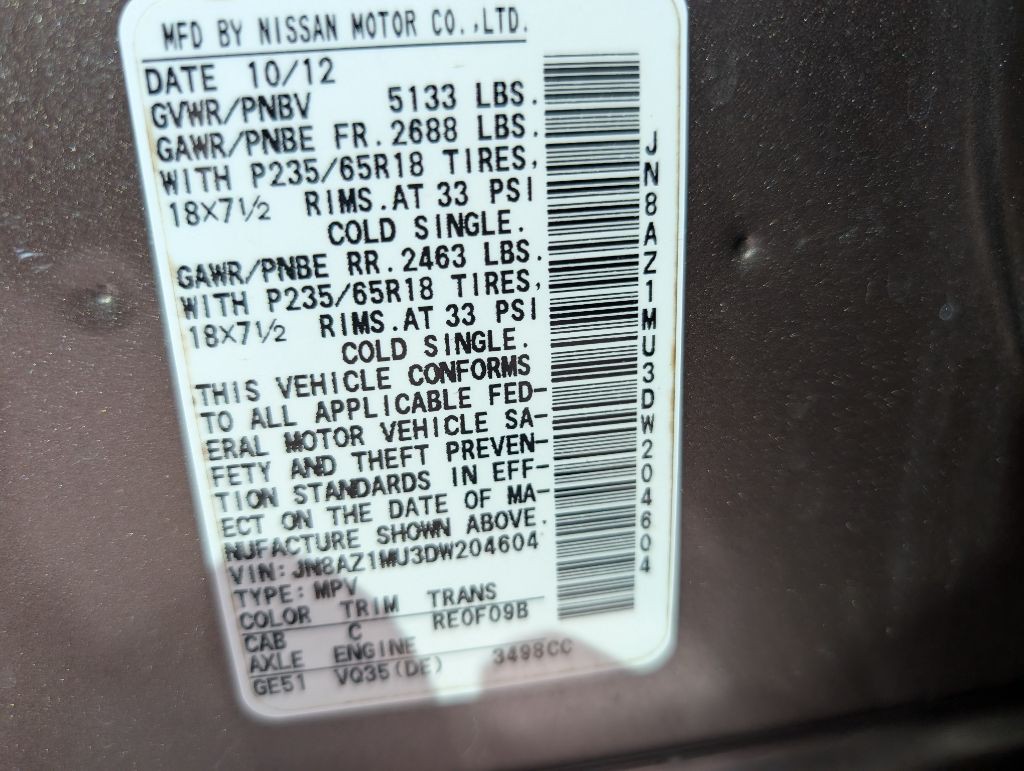 MFD BY NISSAN MOTOR CO.,LTD.
DATE 10/12
GVWR/PNBV 5133 LBS.
GAWR/PNBE FR.2688 LBS.
WITH P235/65R18 TIRES,
18×7½ RIMS.AT 33 PSI
COLD SINGLE.
GAWR/PNBE RR.2463 LBS.
WITH P235/65R18 TIRES,
18×7½ RIMS.AT 33 PSI
COLD SINGLE.
THIS VEHICLE CONFORMS
TO ALL APPLICABLE FED-
ERAL MOTOR VEHICLE SA-
FETY AND THEFT PREVEN-
TION STANDARDS IN EFF-
ECT ON THE DATE OF MA-
NUFACTURE SHOWN ABOVE.
VIN: JN8AZ1MU3DW204604
TYPE: MPV
COLOR TRIM TRANS
CAB C RE0F09B
AXLE ENGINE
GE51 VQ35(DE) 3498CC
JN8AZ1MU3DW204604